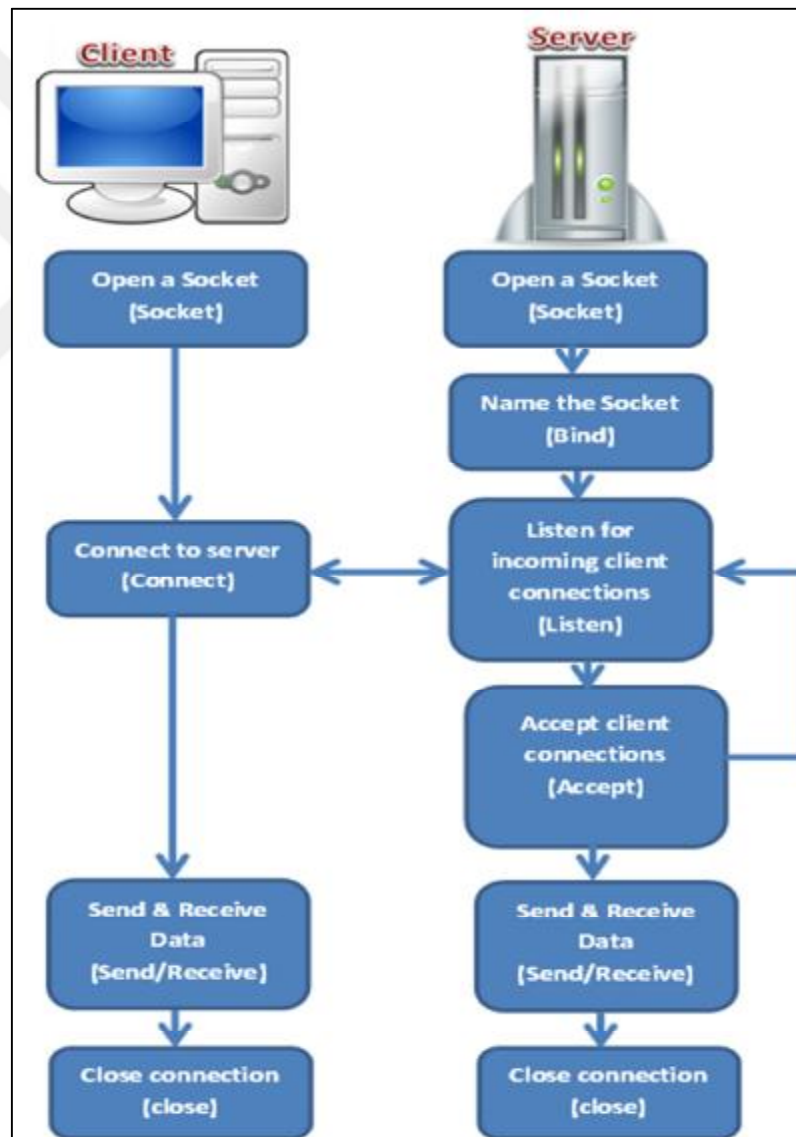 Client
Server
Open a Socket
(Socket)
Open a Socket
(Socket)
Name the Socket
(Bind)
Connect to server
(Connect)
Listen for
incoming client
connections
(Listen)
Accept client
connections
(Accept)
Send & Receive
Data
(Send/Receive)
Send & Receive
Data
(Send/Receive)
Close connection
(close)
Close connection
(close)